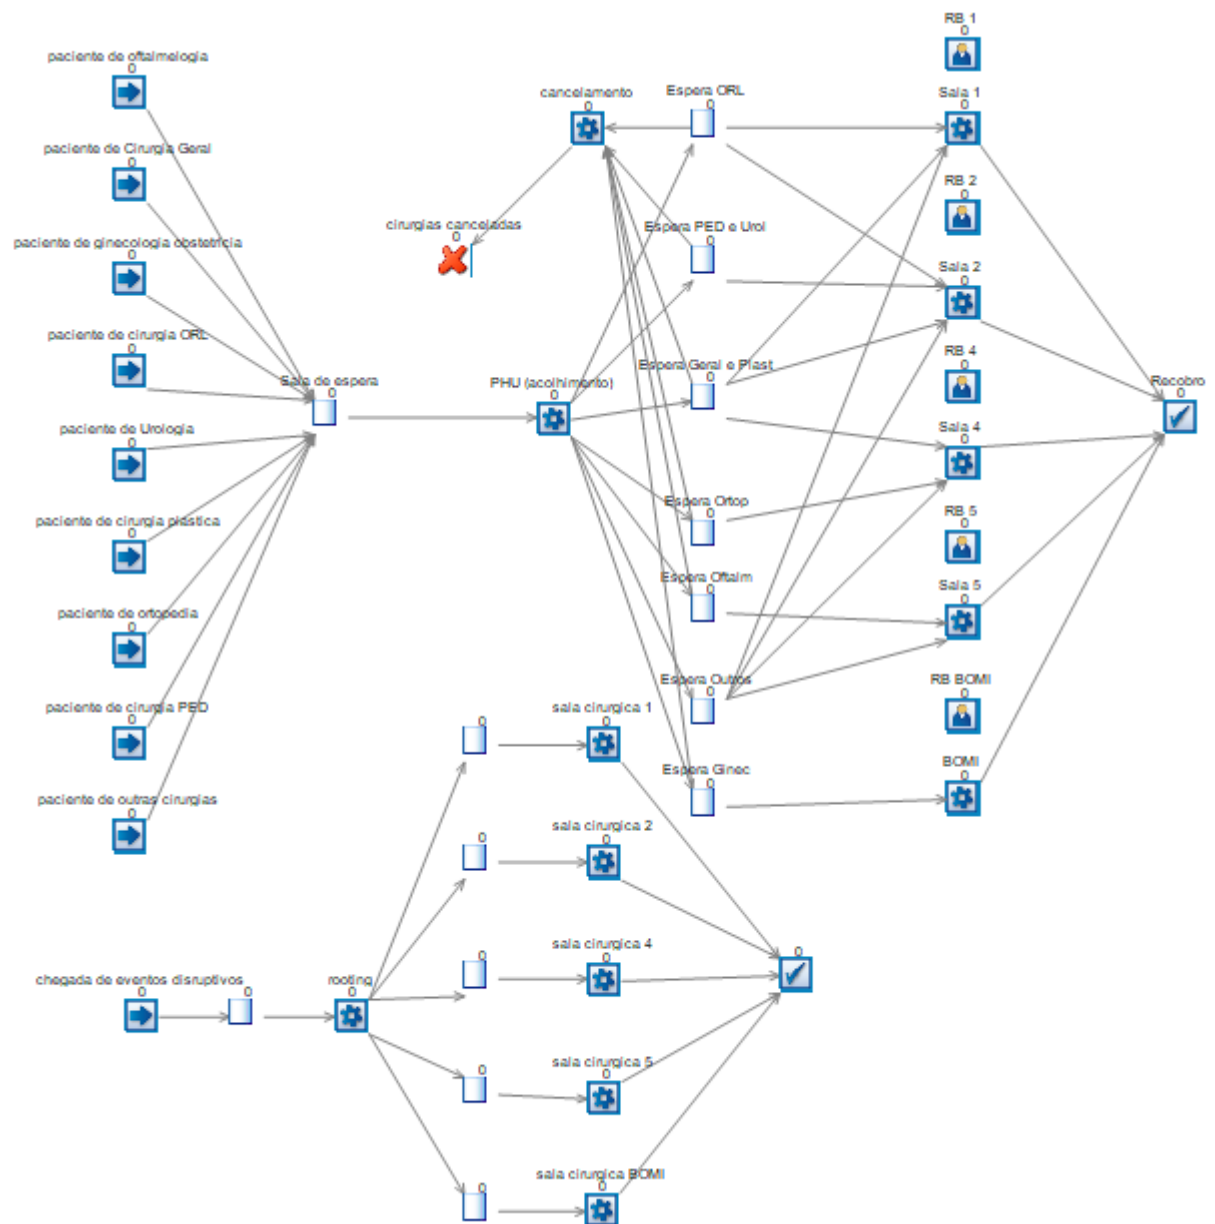 paciente de oftalmologia
0
paciente de Cirurgia Geral
0
paciente de ginecologia obstetrícia
0
paciente de cirurgia ORL
0
paciente de Urologia
0
paciente de cirurgia plástica
0
paciente de ortopedia
0
paciente de cirurgia PED
0
paciente de outras cirurgias
0
Sala de espera
0
PHU (acolhimento)
0
cancelamento
0
cirurgias canceladas
0
Espera ORL
0
Espera PED e Urol
0
Espera Geral e Plast
0
Espera Ortop
0
Espera Oftalm
0
Espera Outros
0
Espera Ginec
0
RB 1
0
Sala 1
0
RB 2
0
Sala 2
0
RB 4
0
Sala 4
0
RB 5
0
Sala 5
0
RB BOMI
0
BOMI
0
Recobro
0
chegada de eventos disruptivos
0
0
rooting
0
0
0
0
0
0
sala cirurgica 1
0
sala cirurgica 2
0
sala cirurgica 4
0
sala cirurgica 5
0
sala cirurgica BOMI
0
0